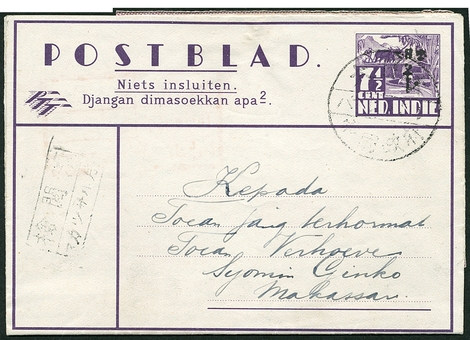 POSTBLAD.
Niets insluiten.
Djangan dimasoekkan apa².
7½
CENT
NED. INDIE
Kepada
Toean jang terhormat
Toean Verhoeve
Syomin Ginko
Makassar.